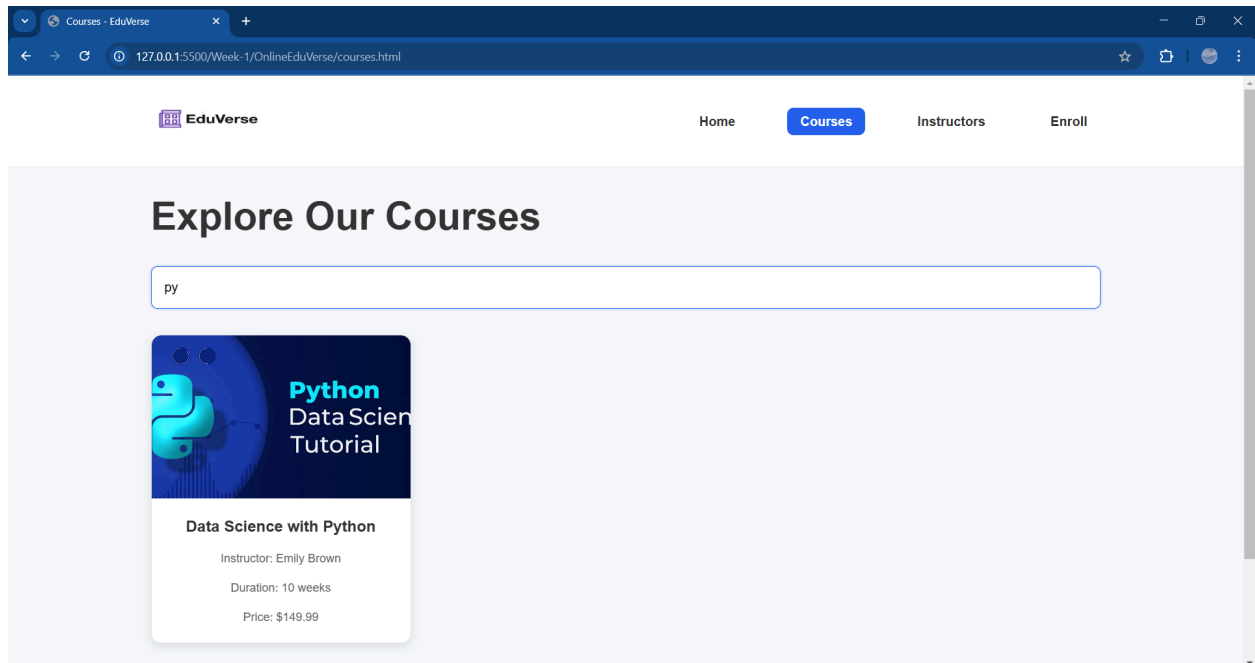 Courses - EduVerse
127.0.0.1:5500/Week-1/OnlineEduVerse/courses.html
EduVerse
Home
Courses
Instructors
Enroll
Explore Our Courses
py
Python
Data Scien
Tutorial
Data Science with Python
Instructor: Emily Brown
Duration: 10 weeks
Price: $149.99